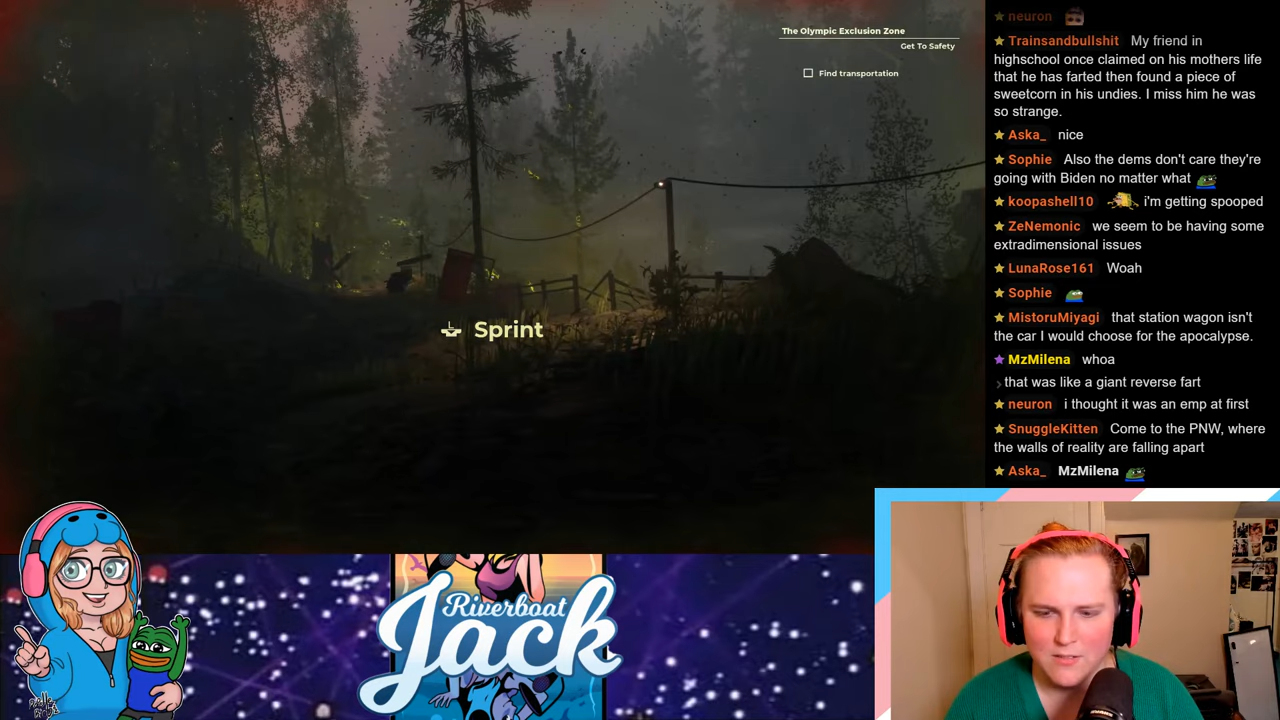 The Olympic Exclusion Zone
Get To Safety
Find transportation
L
Sprint
neuron
Trainsandbullshit My friend in
highschool once claimed on his mothers life
that he has farted then found a piece of
sweetcorn in his undies. I miss him he was
so strange.
Aska_ nice
Sophie Also the dems don't care they're
going with Biden no matter what
koopashell10 i'm getting spooped
ZeNemonic we seem to be having some
extradimensional issues
LunaRose161 Woah
Sophie
MistoruMiyagi that station wagon isn't
the car I would choose for the apocalypse.
MzMilena whoa
that was like a giant reverse fart
neuron i thought it was an emp at first
SnuggleKitten Come to the PNW, where
the walls of reality are falling apart
Aska_ MzMilena
Riverboat
Jack